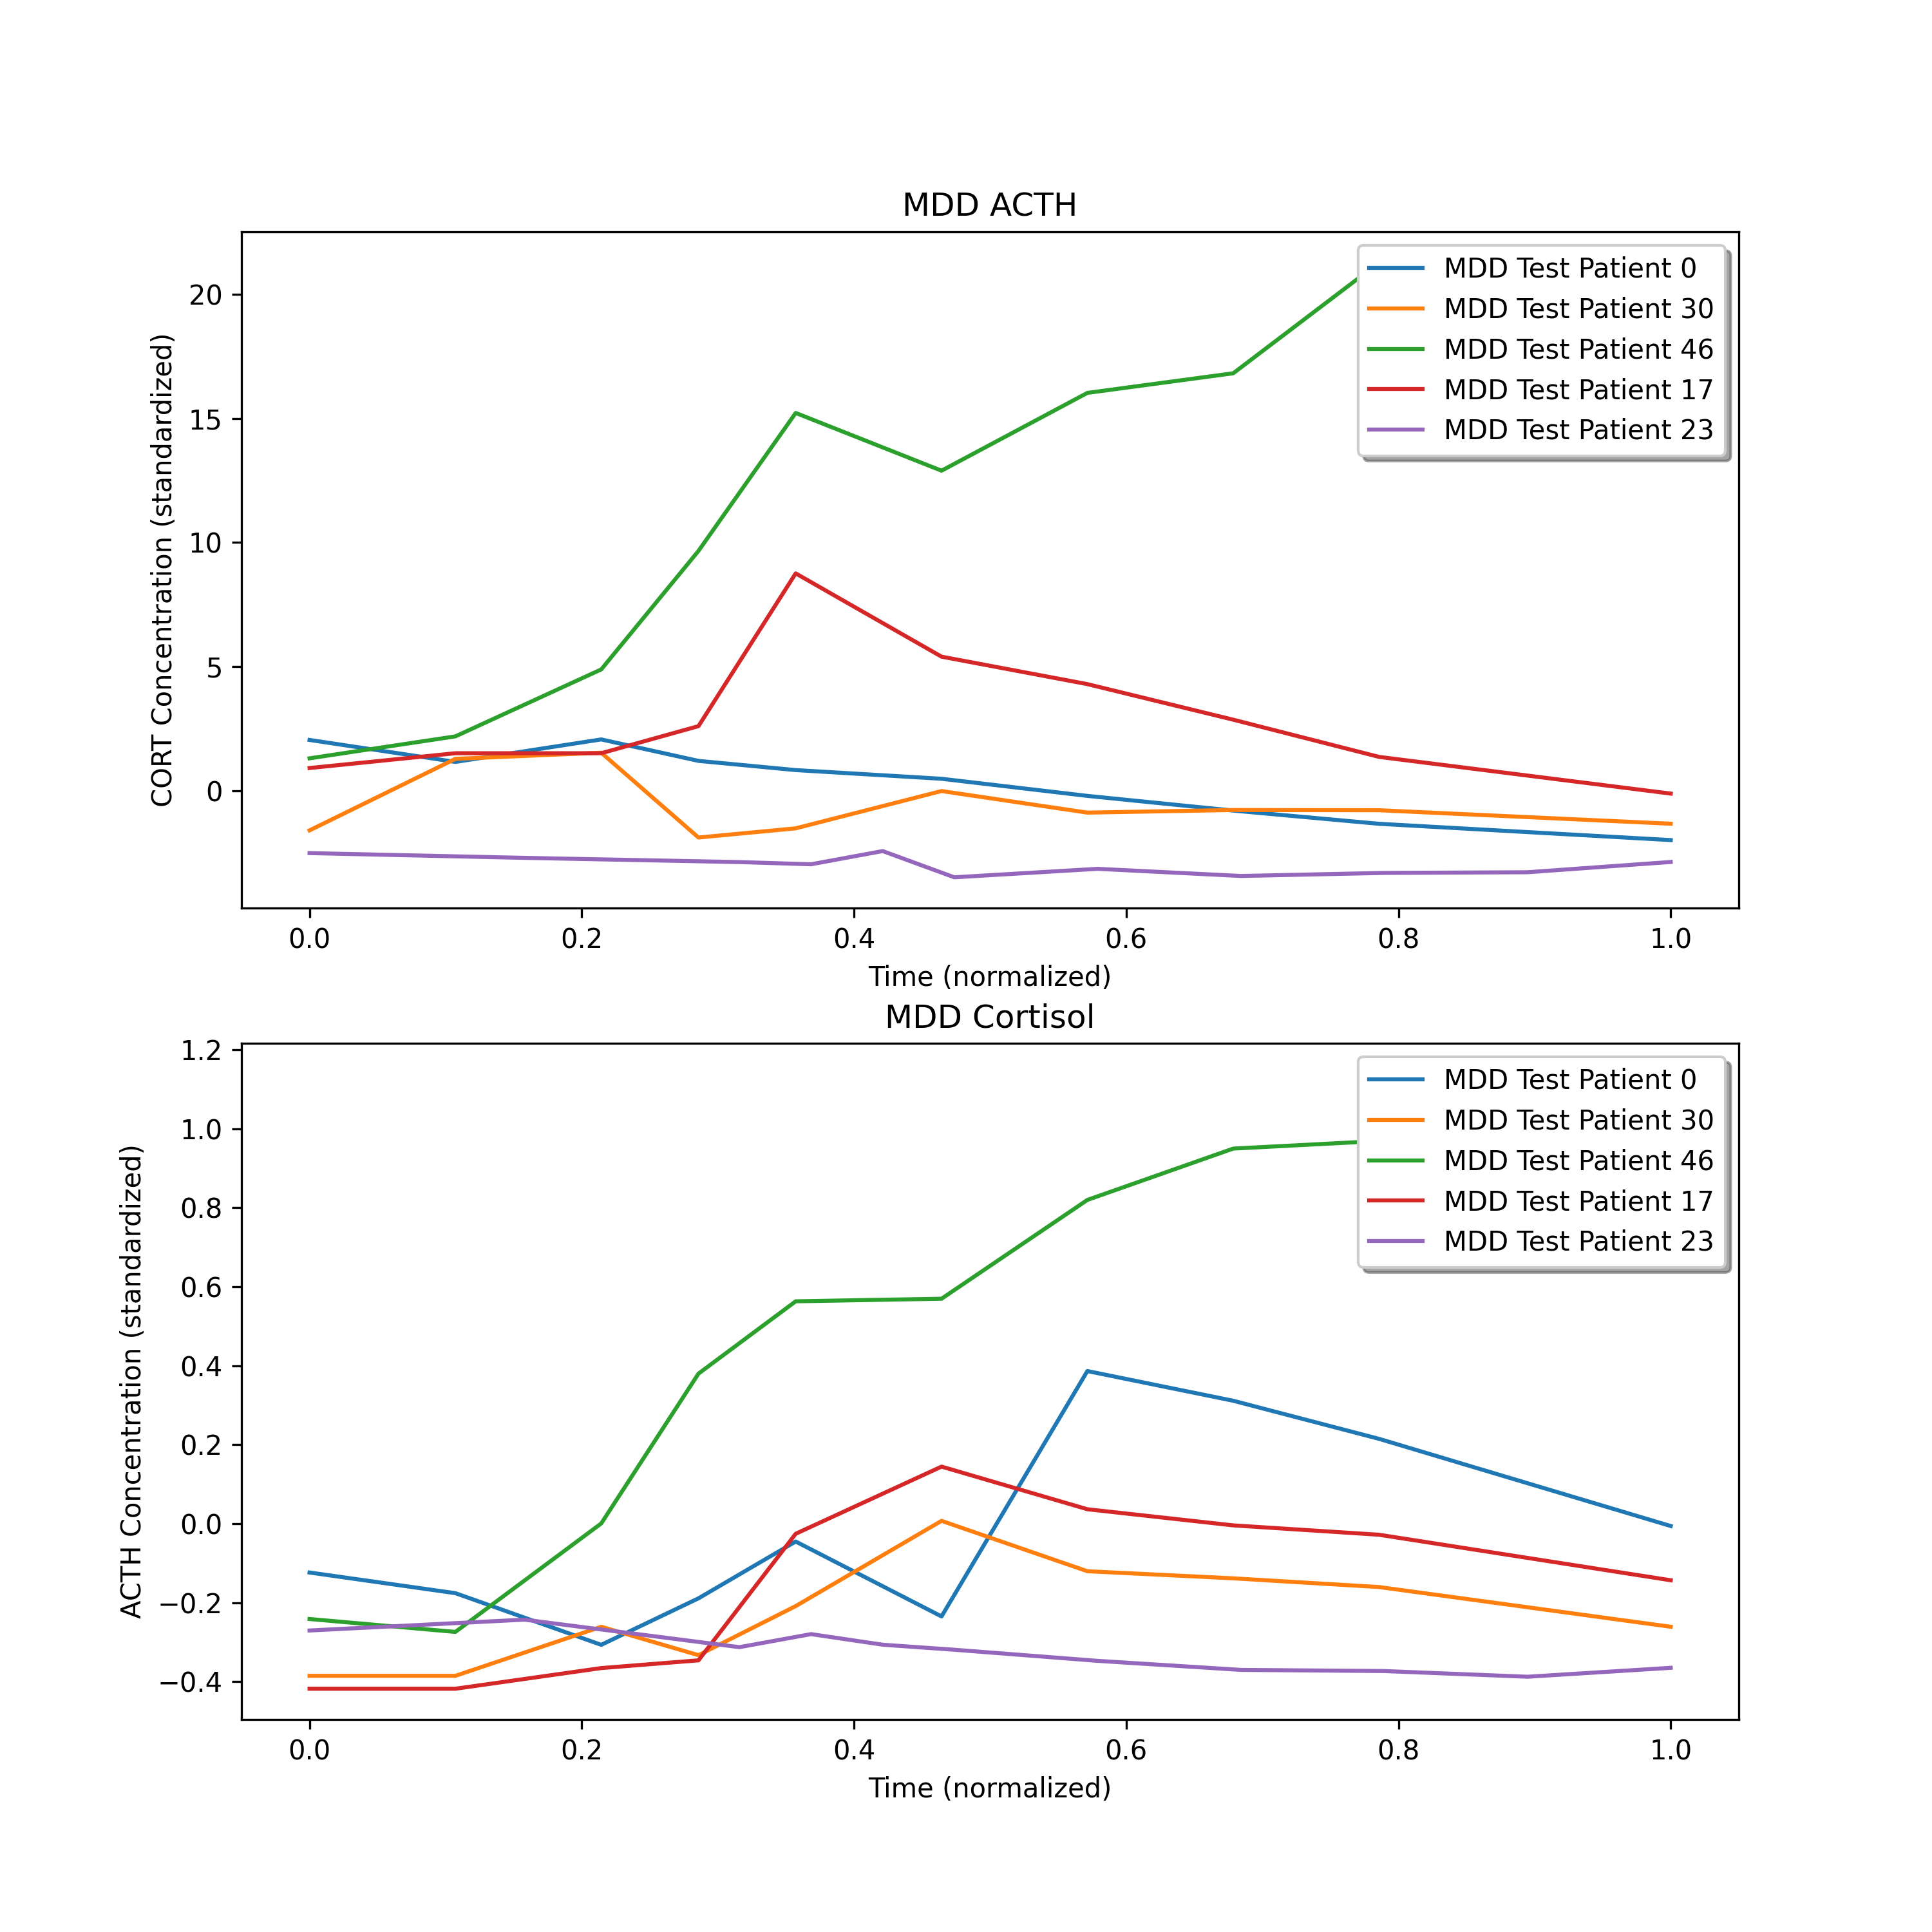 MDD ACTH
CORT Concentration (standardized)
20
15
10
5
0
MDD Test Patient 0
MDD Test Patient 30
MDD Test Patient 46
MDD Test Patient 17
MDD Test Patient 23
0.0 0.2 0.4 0.6 0.8 1.0
Time (normalized)
MDD Cortisol
ACTH Concentration (standardized)
1.2
1.0
0.8
0.6
0.4
0.2
0.0
−0.2
−0.4
MDD Test Patient 0
MDD Test Patient 30
MDD Test Patient 46
MDD Test Patient 17
MDD Test Patient 23
0.0 0.2 0.4 0.6 0.8 1.0
Time (normalized)